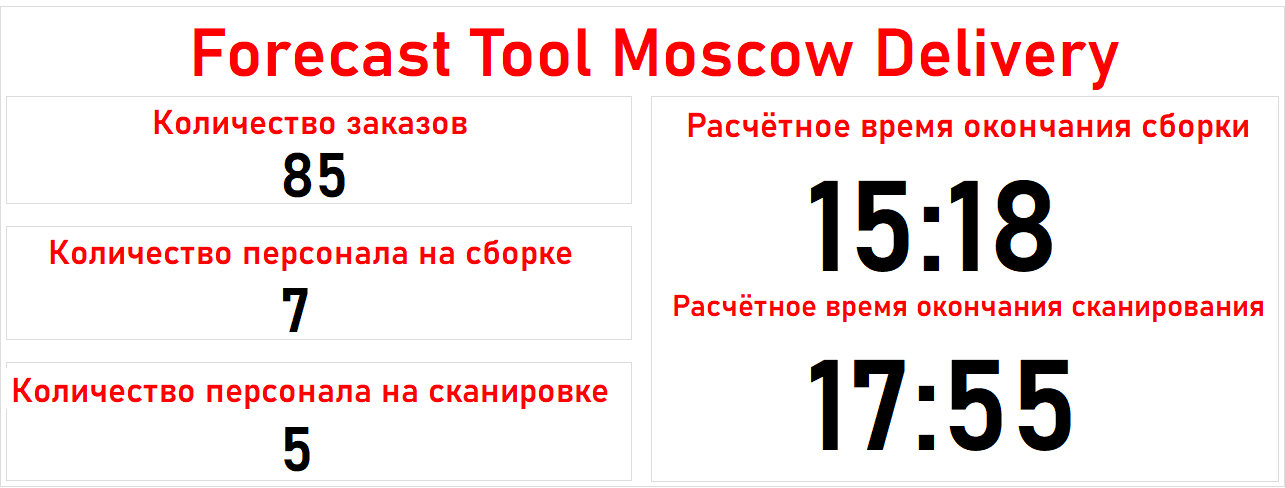 Forecast Tool Moscow Delivery
Количество заказов
85
Количество персонала на сборке
7
Количество персонала на сканировке
5
Расчётное время окончания сборки
15:18
Расчётное время окончания сканирования
17:55